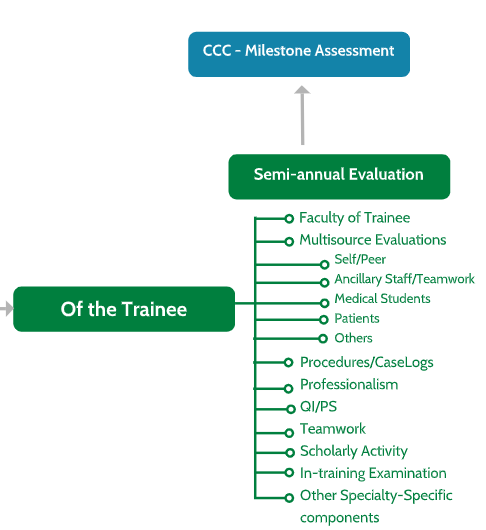 CCC - Milestone Assessment
Semi-annual Evaluation
Faculty of Trainee
Multisource Evaluations
Self/Peer
Ancillary Staff/Teamwork
Medical Students
Patients
Others
Of the Trainee
Procedures/CaseLogs
Professionalism
QI/PS
Teamwork
Scholarly Activity
In-training Examination
Other Specialty-Specific
components